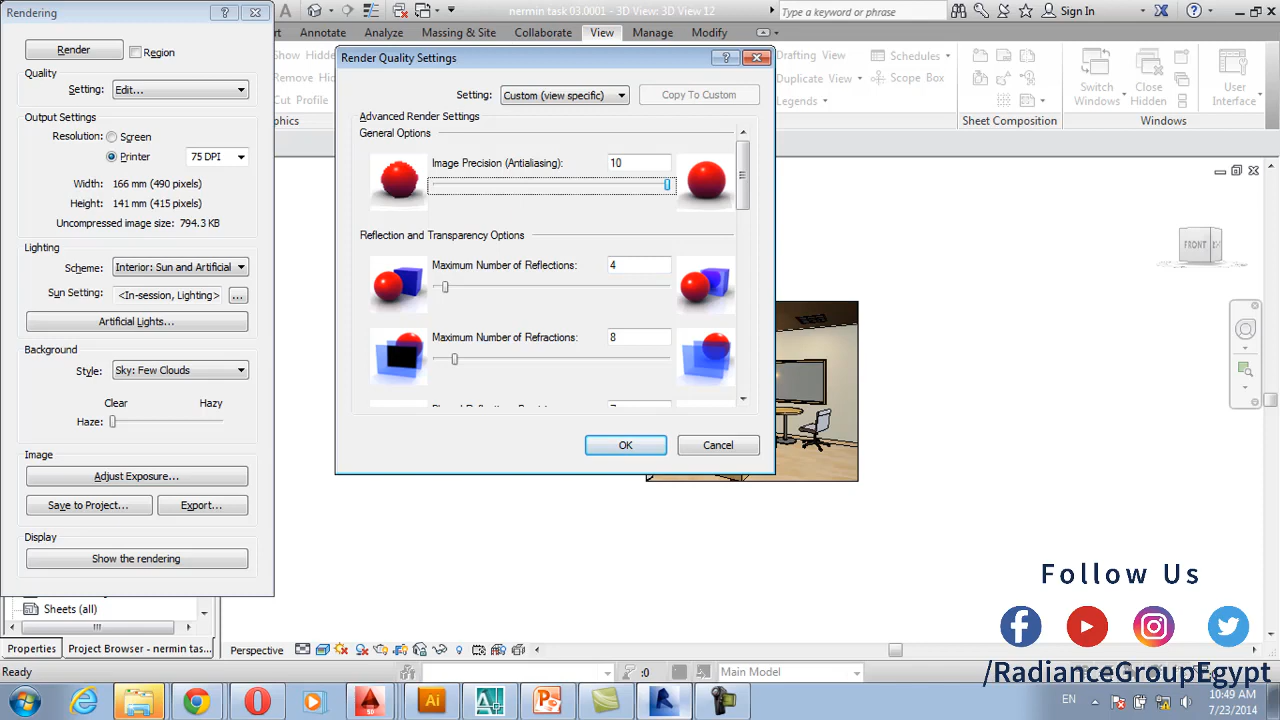 Rendering
nermin task 03.0001 - 3D View: 3D View 12
Type a keyword or phrase
Sign In
Annotate
Analyze
Massing & Site
Collaborate
View
Manage
Modify
Show Hidden
Remove Hidden
Cut Profile
Drafting View
Duplicate View
Legends
Schedules
Scope Box
Sheet Composition
Switch
Windows
Close
Hidden
User
Interface
Windows
Render
Region
Quality
Setting:
Edit...
Output Settings
Resolution:
Screen
Printer
75 DPI
Width:
166 mm (490 pixels)
Height:
141 mm (415 pixels)
Uncompressed image size:
794.3 KB
Lighting
Scheme:
Interior: Sun and Artificial
Sun Setting:
<In-session, Lighting>
...
Artificial Lights...
Background
Style:
Sky: Few Clouds
Clear
Hazy
Haze:
Image
Adjust Exposure...
Save to Project...
Export...
Display
Show the rendering
Render Quality Settings
Setting:
Custom (view specific)
Copy To Custom
Advanced Render Settings
General Options
Image Precision (Antialiasing):
10
Reflection and Transparency Options
Maximum Number of Reflections:
4
Maximum Number of Refractions:
8
OK
Cancel
FRONT
Sheets (all)
Properties
Project Browser - nermin tas...
Perspective
Ready
:0
Main Model
Follow Us
/RadianceGroupEgypt
EN
10:49 AM
7/23/2014